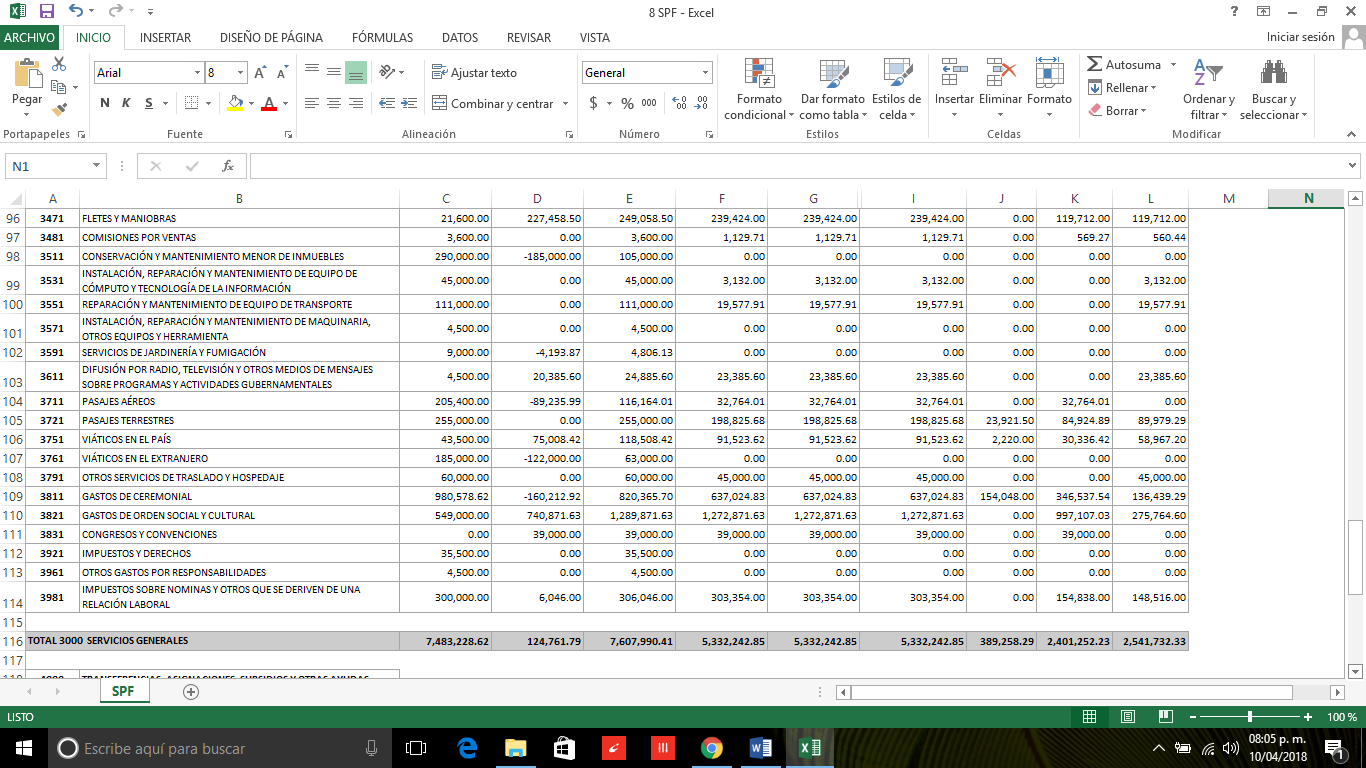 8 SPF - Excel
ARCHIVO INICIO INSERTAR DISEÑO DE PÁGINA FÓRMULAS DATOS REVISAR VISTA Iniciar sesión
Pegar
Portapapeles
Arial 8
N K S
Fuente
Ajustar texto
Combinar y centrar
Alineación
General
$ % 000
Número
Formato condicional
Dar formato como tabla
Estilos de celda
Estilos
Insertar Eliminar Formato
Celdas
Autosuma
Rellenar
Borrar
Ordenar y filtrar
Buscar y seleccionar
Modificar
N1 fx
A B C D E F G I J K L M N
96 3471 FLETES Y MANIOBRAS 21,600.00 227,458.50 249,058.50 239,424.00 239,424.00 239,424.00 0.00 119,712.00 119,712.00
97 3481 COMISIONES POR VENTAS 3,600.00 0.00 3,600.00 1,129.71 1,129.71 1,129.71 0.00 569.27 560.44
98 3511 CONSERVACIÓN Y MANTENIMIENTO MENOR DE INMUEBLES 290,000.00 -185,000.00 105,000.00 0.00 0.00 0.00 0.00 0.00 0.00
99 3531 INSTALACIÓN, REPARACIÓN Y MANTENIMIENTO DE EQUIPO DE
CÓMPUTO Y TECNOLOGÍA DE LA INFORMACIÓN 45,000.00 0.00 45,000.00 3,132.00 3,132.00 3,132.00 0.00 0.00 3,132.00
100 3551 REPARACIÓN Y MANTENIMIENTO DE EQUIPO DE TRANSPORTE 111,000.00 0.00 111,000.00 19,577.91 19,577.91 19,577.91 0.00 0.00 19,577.91
101 3571 INSTALACIÓN, REPARACIÓN Y MANTENIMIENTO DE MAQUINARIA,
OTROS EQUIPOS Y HERRAMIENTA 4,500.00 0.00 4,500.00 0.00 0.00 0.00 0.00 0.00 0.00
102 3591 SERVICIOS DE JARDINERÍA Y FUMIGACIÓN 9,000.00 -4,193.87 4,806.13 0.00 0.00 0.00 0.00 0.00 0.00
103 3611 DIFUSIÓN POR RADIO, TELEVISIÓN Y OTROS MEDIOS DE MENSAJES
SOBRE PROGRAMAS Y ACTIVIDADES GUBERNAMENTALES 4,500.00 20,385.60 24,885.60 23,385.60 23,385.60 23,385.60 0.00 0.00 23,385.60
104 3711 PASAJES AÉREOS 205,400.00 -89,235.99 116,164.01 32,764.01 32,764.01 32,764.01 0.00 32,764.01 0.00
105 3721 PASAJES TERRESTRES 255,000.00 0.00 255,000.00 198,825.68 198,825.68 198,825.68 23,921.50 84,924.89 89,979.29
106 3751 VIÁTICOS EN EL PAÍS 43,500.00 75,008.42 118,508.42 91,523.62 91,523.62 91,523.62 2,220.00 30,336.42 58,967.20
107 3761 VIÁTICOS EN EL EXTRANJERO 185,000.00 -122,000.00 63,000.00 0.00 0.00 0.00 0.00 0.00 0.00
108 3791 OTROS SERVICIOS DE TRASLADO Y HOSPEDAJE 60,000.00 0.00 60,000.00 45,000.00 45,000.00 45,000.00 0.00 0.00 45,000.00
109 3811 GASTOS DE CEREMONIAL 980,578.62 -160,212.92 820,365.70 637,024.83 637,024.83 637,024.83 154,048.00 346,537.54 136,439.29
110 3821 GASTOS DE ORDEN SOCIAL Y CULTURAL 549,000.00 740,871.63 1,289,871.63 1,272,871.63 1,272,871.63 1,272,871.63 0.00 997,107.03 275,764.60
111 3831 CONGRESOS Y CONVENCIONES 0.00 39,000.00 39,000.00 39,000.00 39,000.00 39,000.00 0.00 39,000.00 0.00
112 3921 IMPUESTOS Y DERECHOS 35,500.00 0.00 35,500.00 0.00 0.00 0.00 0.00 0.00 0.00
113 3961 OTROS GASTOS POR RESPONSABILIDADES 4,500.00 0.00 4,500.00 0.00 0.00 0.00 0.00 0.00 0.00
114 3981 IMPUESTOS SOBRE NOMINAS Y OTROS QUE SE DERIVEN DE UNA
RELACIÓN LABORAL 300,000.00 6,046.00 306,046.00 303,354.00 303,354.00 303,354.00 0.00 154,838.00 148,516.00
115
116 TOTAL 3000 SERVICIOS GENERALES 7,483,228.62 124,761.79 7,607,990.41 5,332,242.85 5,332,242.85 5,332,242.85 389,258.29 2,401,252.23 2,541,732.33
117
SPF
LISTO 100 %
Escribe aquí para buscar
08:05 p. m.
10/04/2018
1